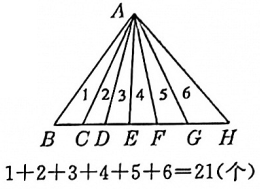 A
1 2 3 4 5 6
B C D E F G H
1+2+3+4+5+6=21(个)